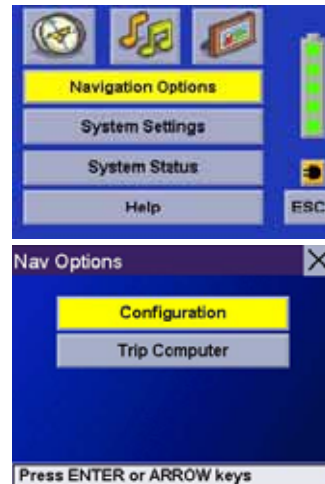 Navigation Options
System Settings
System Status
Help
ESC
Nav Options
Configuration
Trip Computer
Press ENTER or ARROW keys